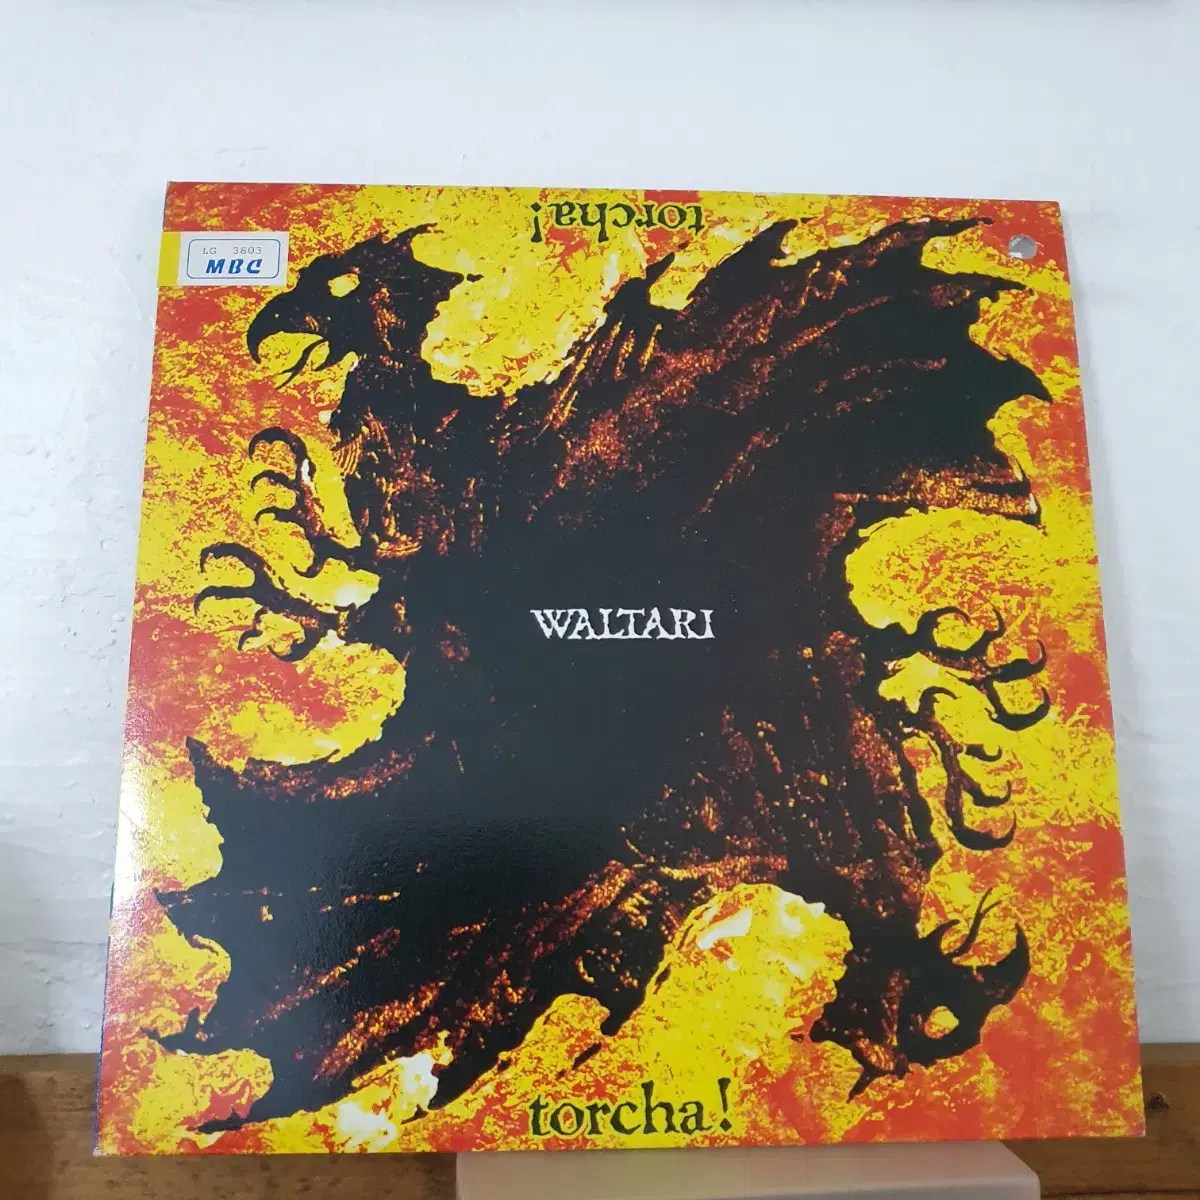 torcha!
LG 3803
MBC
WALTARI
torcha!